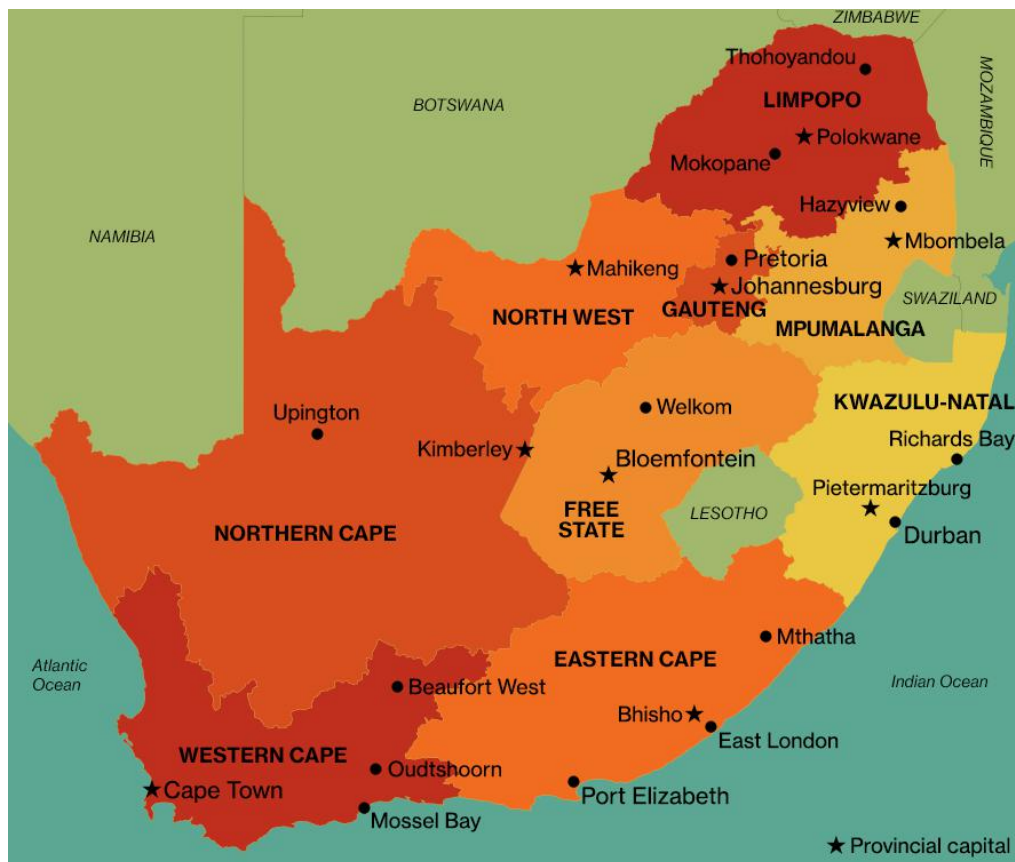 ZIMBABWE
Thohoyandou
MOZAMBIQUE
LIMPOPO
BOTSWANA
Polokwane
Mokopane
Hazyview
NAMIBIA
Mbombela
Pretoria
Mahikeng
Johannesburg
SWAZILAND
GAUTENG
NORTH WEST
MPUMALANGA
KWAZULU-NATAL
Welkom
Upington
Richards Bay
Kimberley
Bloemfontein
Pietermaritzburg
FREE
STATE
LESOTHO
NORTHERN CAPE
Durban
Mthatha
EASTERN CAPE
Atlantic
Ocean
Indian Ocean
Beaufort West
Bhisho
East London
WESTERN CAPE
Oudtshoorn
Cape Town
Port Elizabeth
Mossel Bay
★ Provincial capital